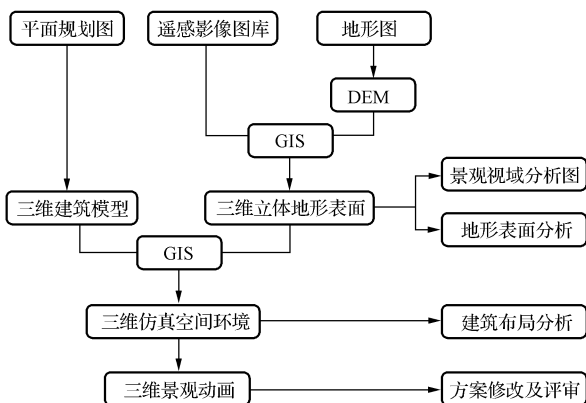 平面规划图
遥感影像图库
地形图
DEM
GIS
景观视域分析图
三维建筑模型
三维立体地形表面
地形表面分析
GIS
三维仿真空间环境
建筑布局分析
三维景观动画
方案修改及评审